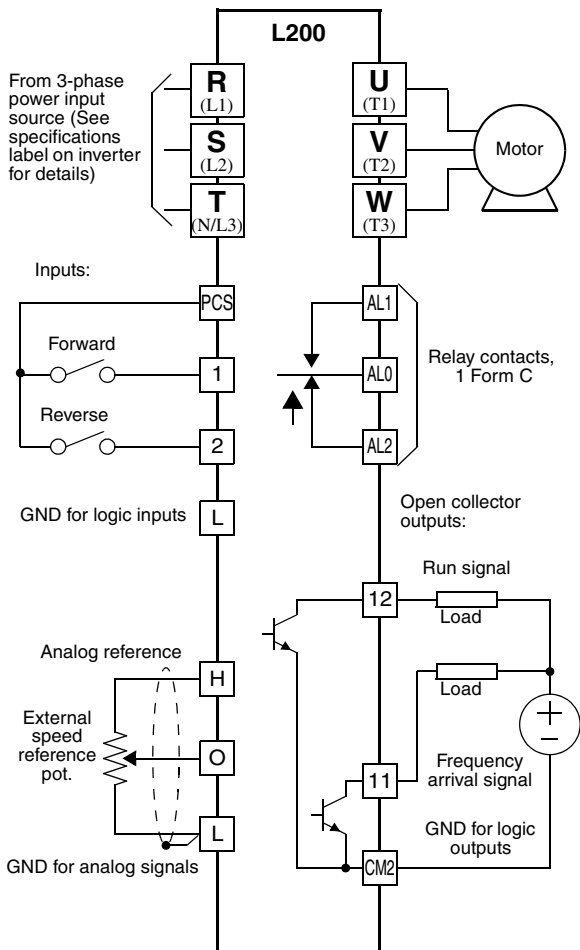 L200
From 3-phase
power input
source (See
specifications
label on inverter
for details)
R
(L1)
S
(L2)
T
(N/L3)
U
(T1)
V
(T2)
W
(T3)
Motor
Inputs:
PCS
Forward
1
Reverse
2
GND for logic inputs
L
AL1
AL0
AL2
Relay contacts,
1 Form C
Open collector
outputs:
Run signal
12
Load
Load
Analog reference
H
External
speed
reference
pot.
O
L
GND for analog signals
+
−
Frequency
arrival signal
11
GND for logic
outputs
CM2